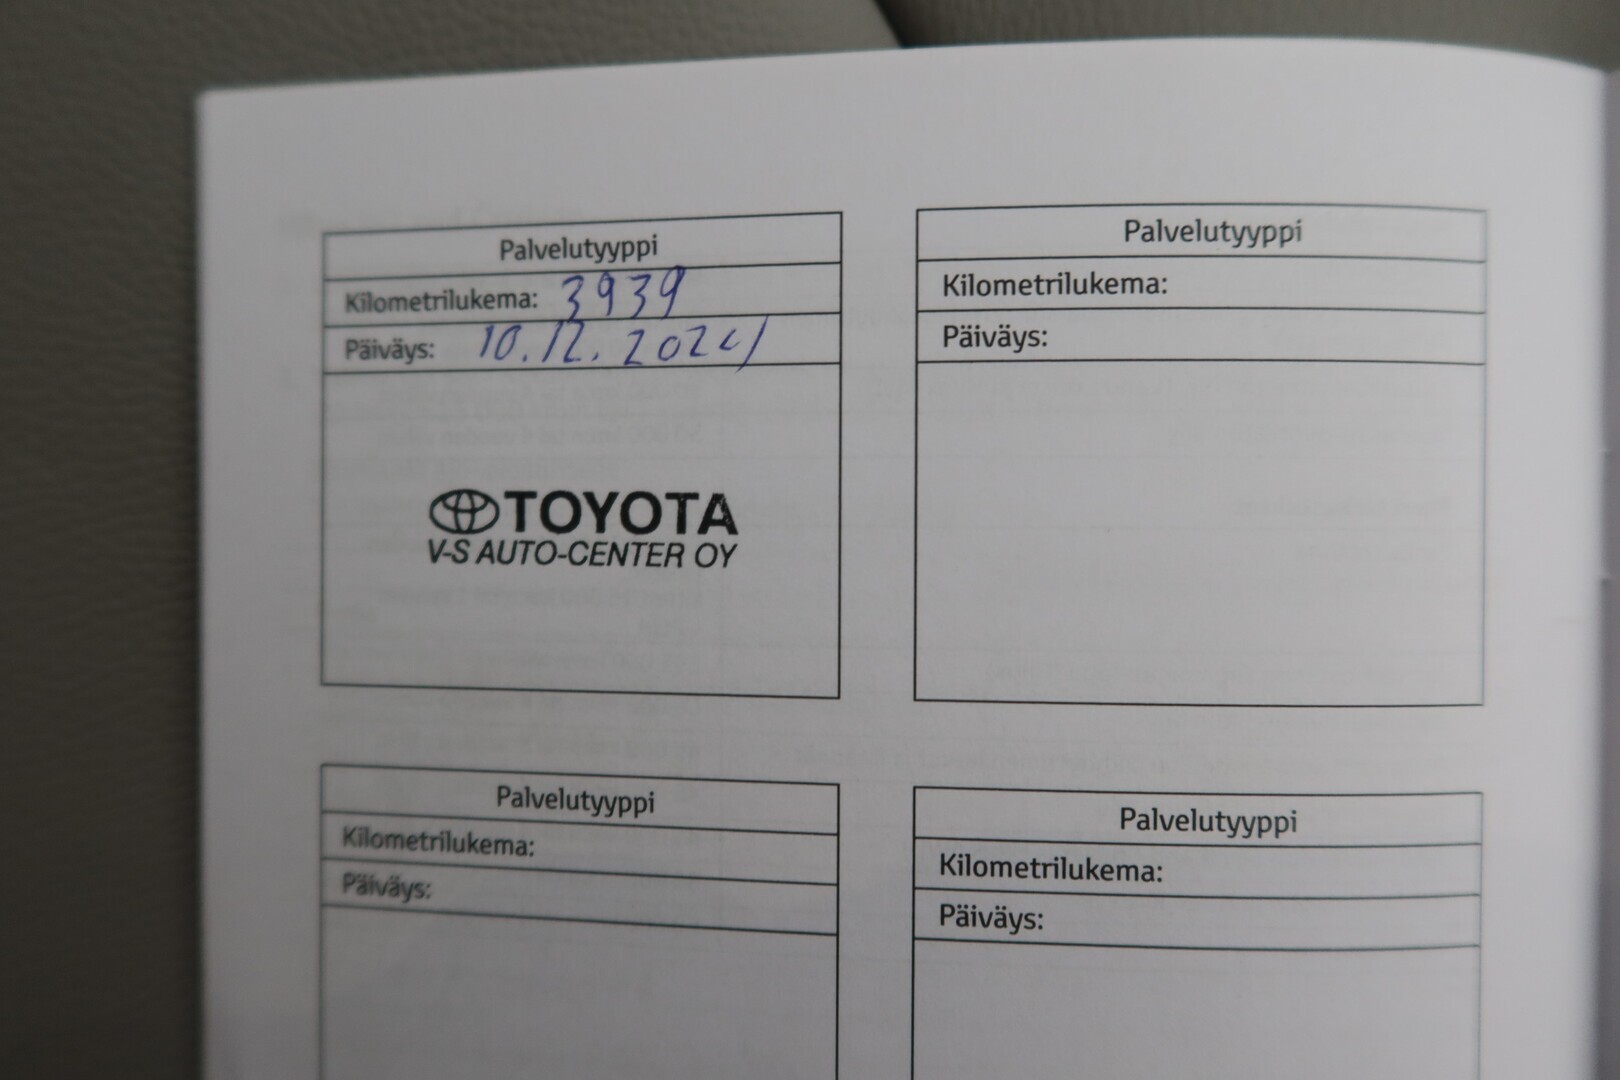 Palvelutyyppi
Kilometrilukema: 3939
Päiväys: 10.12.2024
TOYOTA
V-S AUTO-CENTER OY
Palvelutyyppi
Kilometrilukema:
Päiväys:
Palvelutyyppi
Kilometrilukema:
Päiväys:
Palvelutyyppi
Kilometrilukema:
Päiväys: